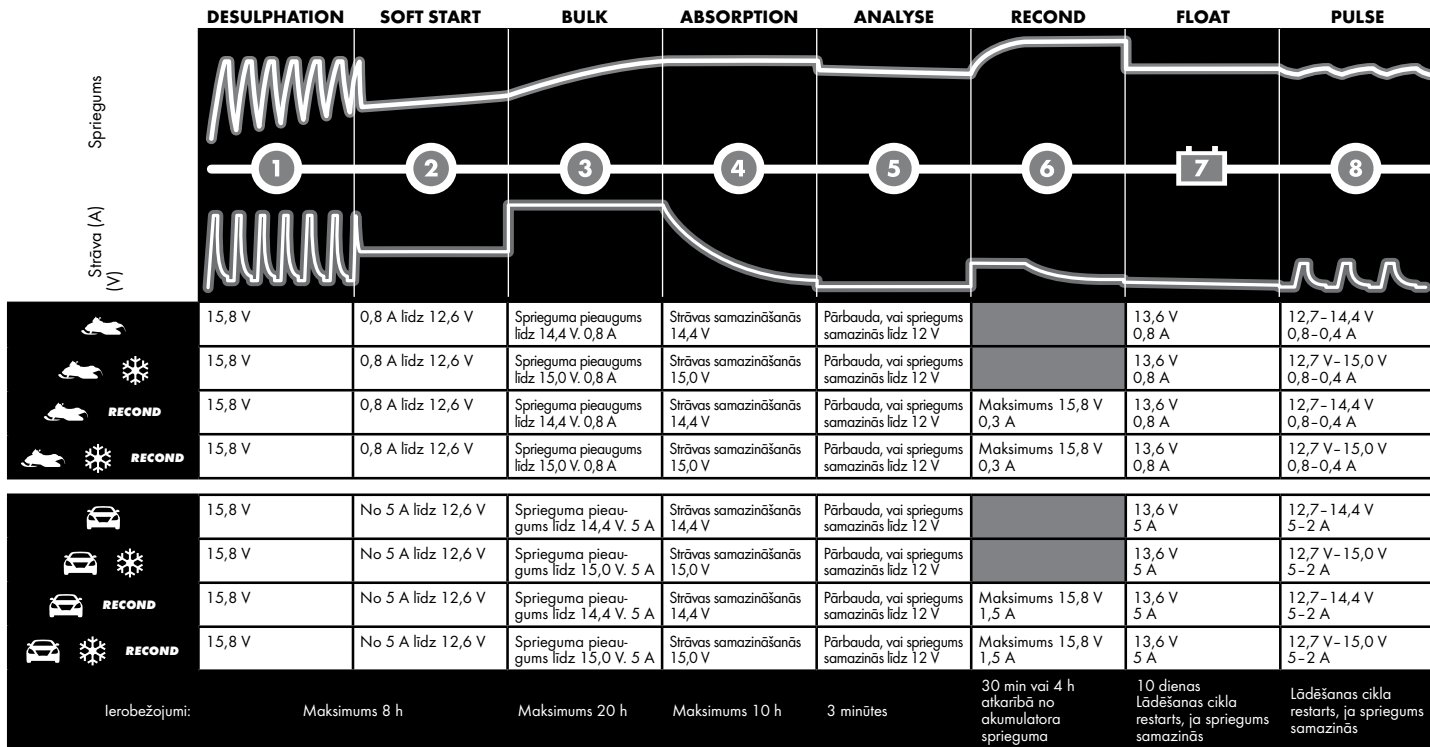 DESULPHATION SOFT START BULK ABSORPTION ANALYSE RECOND FLOAT PULSE
Spriegums
1 2 3 4 5 6 7 8
Strāva (A)
(V)
15,8 V
0,8 A līdz 12,6 V
Sprieguma pieaugums
līdz 14,4 V. 0,8 A
Strāvas samazināšanās
14,4 V
Pārbauda, vai spriegums
samazinās līdz 12 V
13,6 V
0,8 A
12,7–14,4 V
0,8–0,4 A
15,8 V
0,8 A līdz 12,6 V
Sprieguma pieaugums
līdz 15,0 V. 0,8 A
Strāvas samazināšanās
15,0 V
Pārbauda, vai spriegums
samazinās līdz 12 V
13,6 V
0,8 A
12,7 V–15,0 V
0,8–0,4 A
RECOND
15,8 V
0,8 A līdz 12,6 V
Sprieguma pieaugums
līdz 14,4 V. 0,8 A
Strāvas samazināšanās
14,4 V
Pārbauda, vai spriegums
samazinās līdz 12 V
Maksimums 15,8 V
0,3 A
13,6 V
0,8 A
12,7–14,4 V
0,8–0,4 A
RECOND
15,8 V
0,8 A līdz 12,6 V
Sprieguma pieaugums
līdz 15,0 V. 0,8 A
Strāvas samazināšanās
15,0 V
Pārbauda, vai spriegums
samazinās līdz 12 V
Maksimums 15,8 V
0,3 A
13,6 V
0,8 A
12,7 V–15,0 V
0,8–0,4 A
15,8 V
No 5 A līdz 12,6 V
Sprieguma pieau-
gums līdz 14,4 V. 5 A
Strāvas samazināšanās
14,4 V
Pārbauda, vai spriegums
samazinās līdz 12 V
13,6 V
5 A
12,7–14,4 V
5–2 A
15,8 V
No 5 A līdz 12,6 V
Sprieguma pieau-
gums līdz 15,0 V. 5 A
Strāvas samazināšanās
15,0 V
Pārbauda, vai spriegums
samazinās līdz 12 V
13,6 V
5 A
12,7 V–15,0 V
5–2 A
RECOND
15,8 V
No 5 A līdz 12,6 V
Sprieguma pieau-
gums līdz 14,4 V. 5 A
Strāvas samazināšanās
14,4 V
Pārbauda, vai spriegums
samazinās līdz 12 V
Maksimums 15,8 V
1,5 A
13,6 V
5 A
12,7–14,4 V
5–2 A
RECOND
15,8 V
No 5 A līdz 12,6 V
Sprieguma pieau-
gums līdz 15,0 V. 5 A
Strāvas samazināšanās
15,0 V
Pārbauda, vai spriegums
samazinās līdz 12 V
Maksimums 15,8 V
1,5 A
13,6 V
5 A
12,7 V–15,0 V
5–2 A
Ierobežojumi:
Maksimums 8 h
Maksimums 20 h
Maksimums 10 h
3 minūtes
30 min vai 4 h
atkarībā no
akumulatora
sprieguma
10 dienas
Lādēšanas cikla
restarts, ja spriegums
samazinās
Lādēšanas cikla
restarts, ja spriegums
samazinās